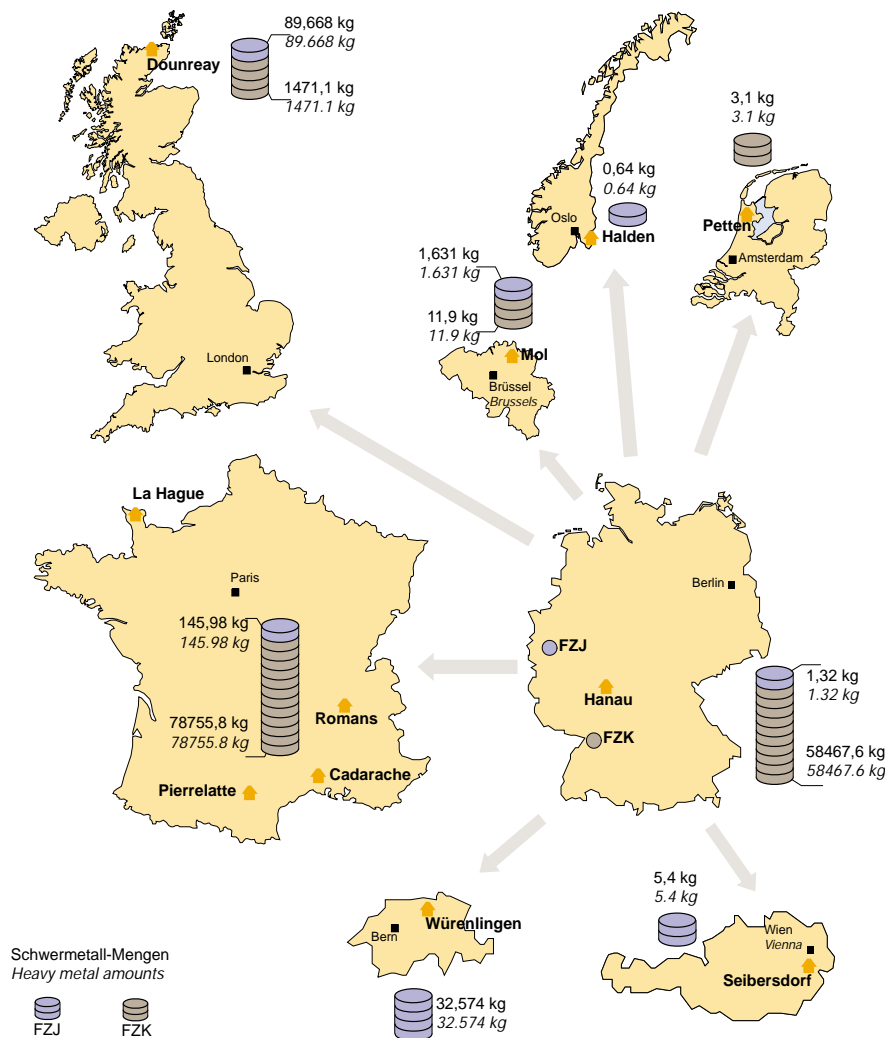 89,668 kg
89.668 kg
Dounreay
1471,1 kg
1471.1 kg
3,1 kg
3.1 kg
0,64 kg
0.64 kg
Oslo
Halden
Petten
Amsterdam
1,631 kg
1.631 kg
11,9 kg
11.9 kg
Mol
Brüssel
Brussels
London
La Hague
Paris
145,98 kg
145.98 kg
78755,8 kg
78755.8 kg
Romans
Cadarache
Pierrelatte
Berlin
FZJ
Hanau
FZK
1,32 kg
1.32 kg
58467,6 kg
58467.6 kg
Bern
Würenlingen
32,574 kg
32.574 kg
5,4 kg
5.4 kg
Wien
Vienna
Seibersdorf
Schwermetall-Mengen
Heavy metal amounts
FZJ FZK